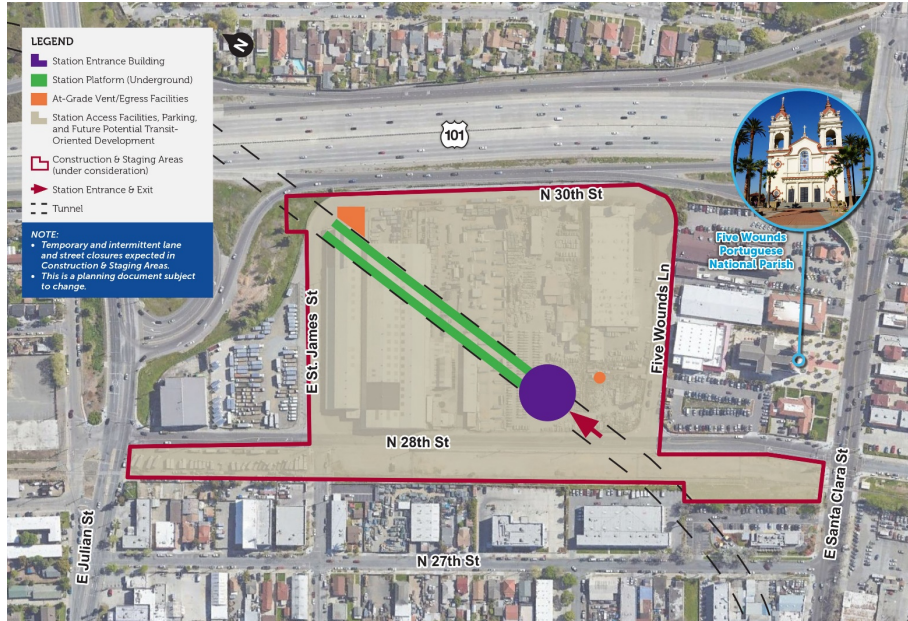 LEGEND
Station Entrance Building
Station Platform (Underground)
At-Grade Vent/Egress Facilities
Station Access Facilities, Parking,
and Future Potential Transit-
Oriented Development
Construction & Staging Areas
(under consideration)
Station Entrance & Exit
Tunnel
NOTE:
• Temporary and intermittent lane
and street closures expected in
Construction & Staging Areas.
• This is a planning document subject
to change.
N
101
N 30th St
Five Wounds
Portuguese
National Parish
Five Wounds Ln
E St. James St
N 28th St
E Julian St
E Santa Clara St
N 27th St